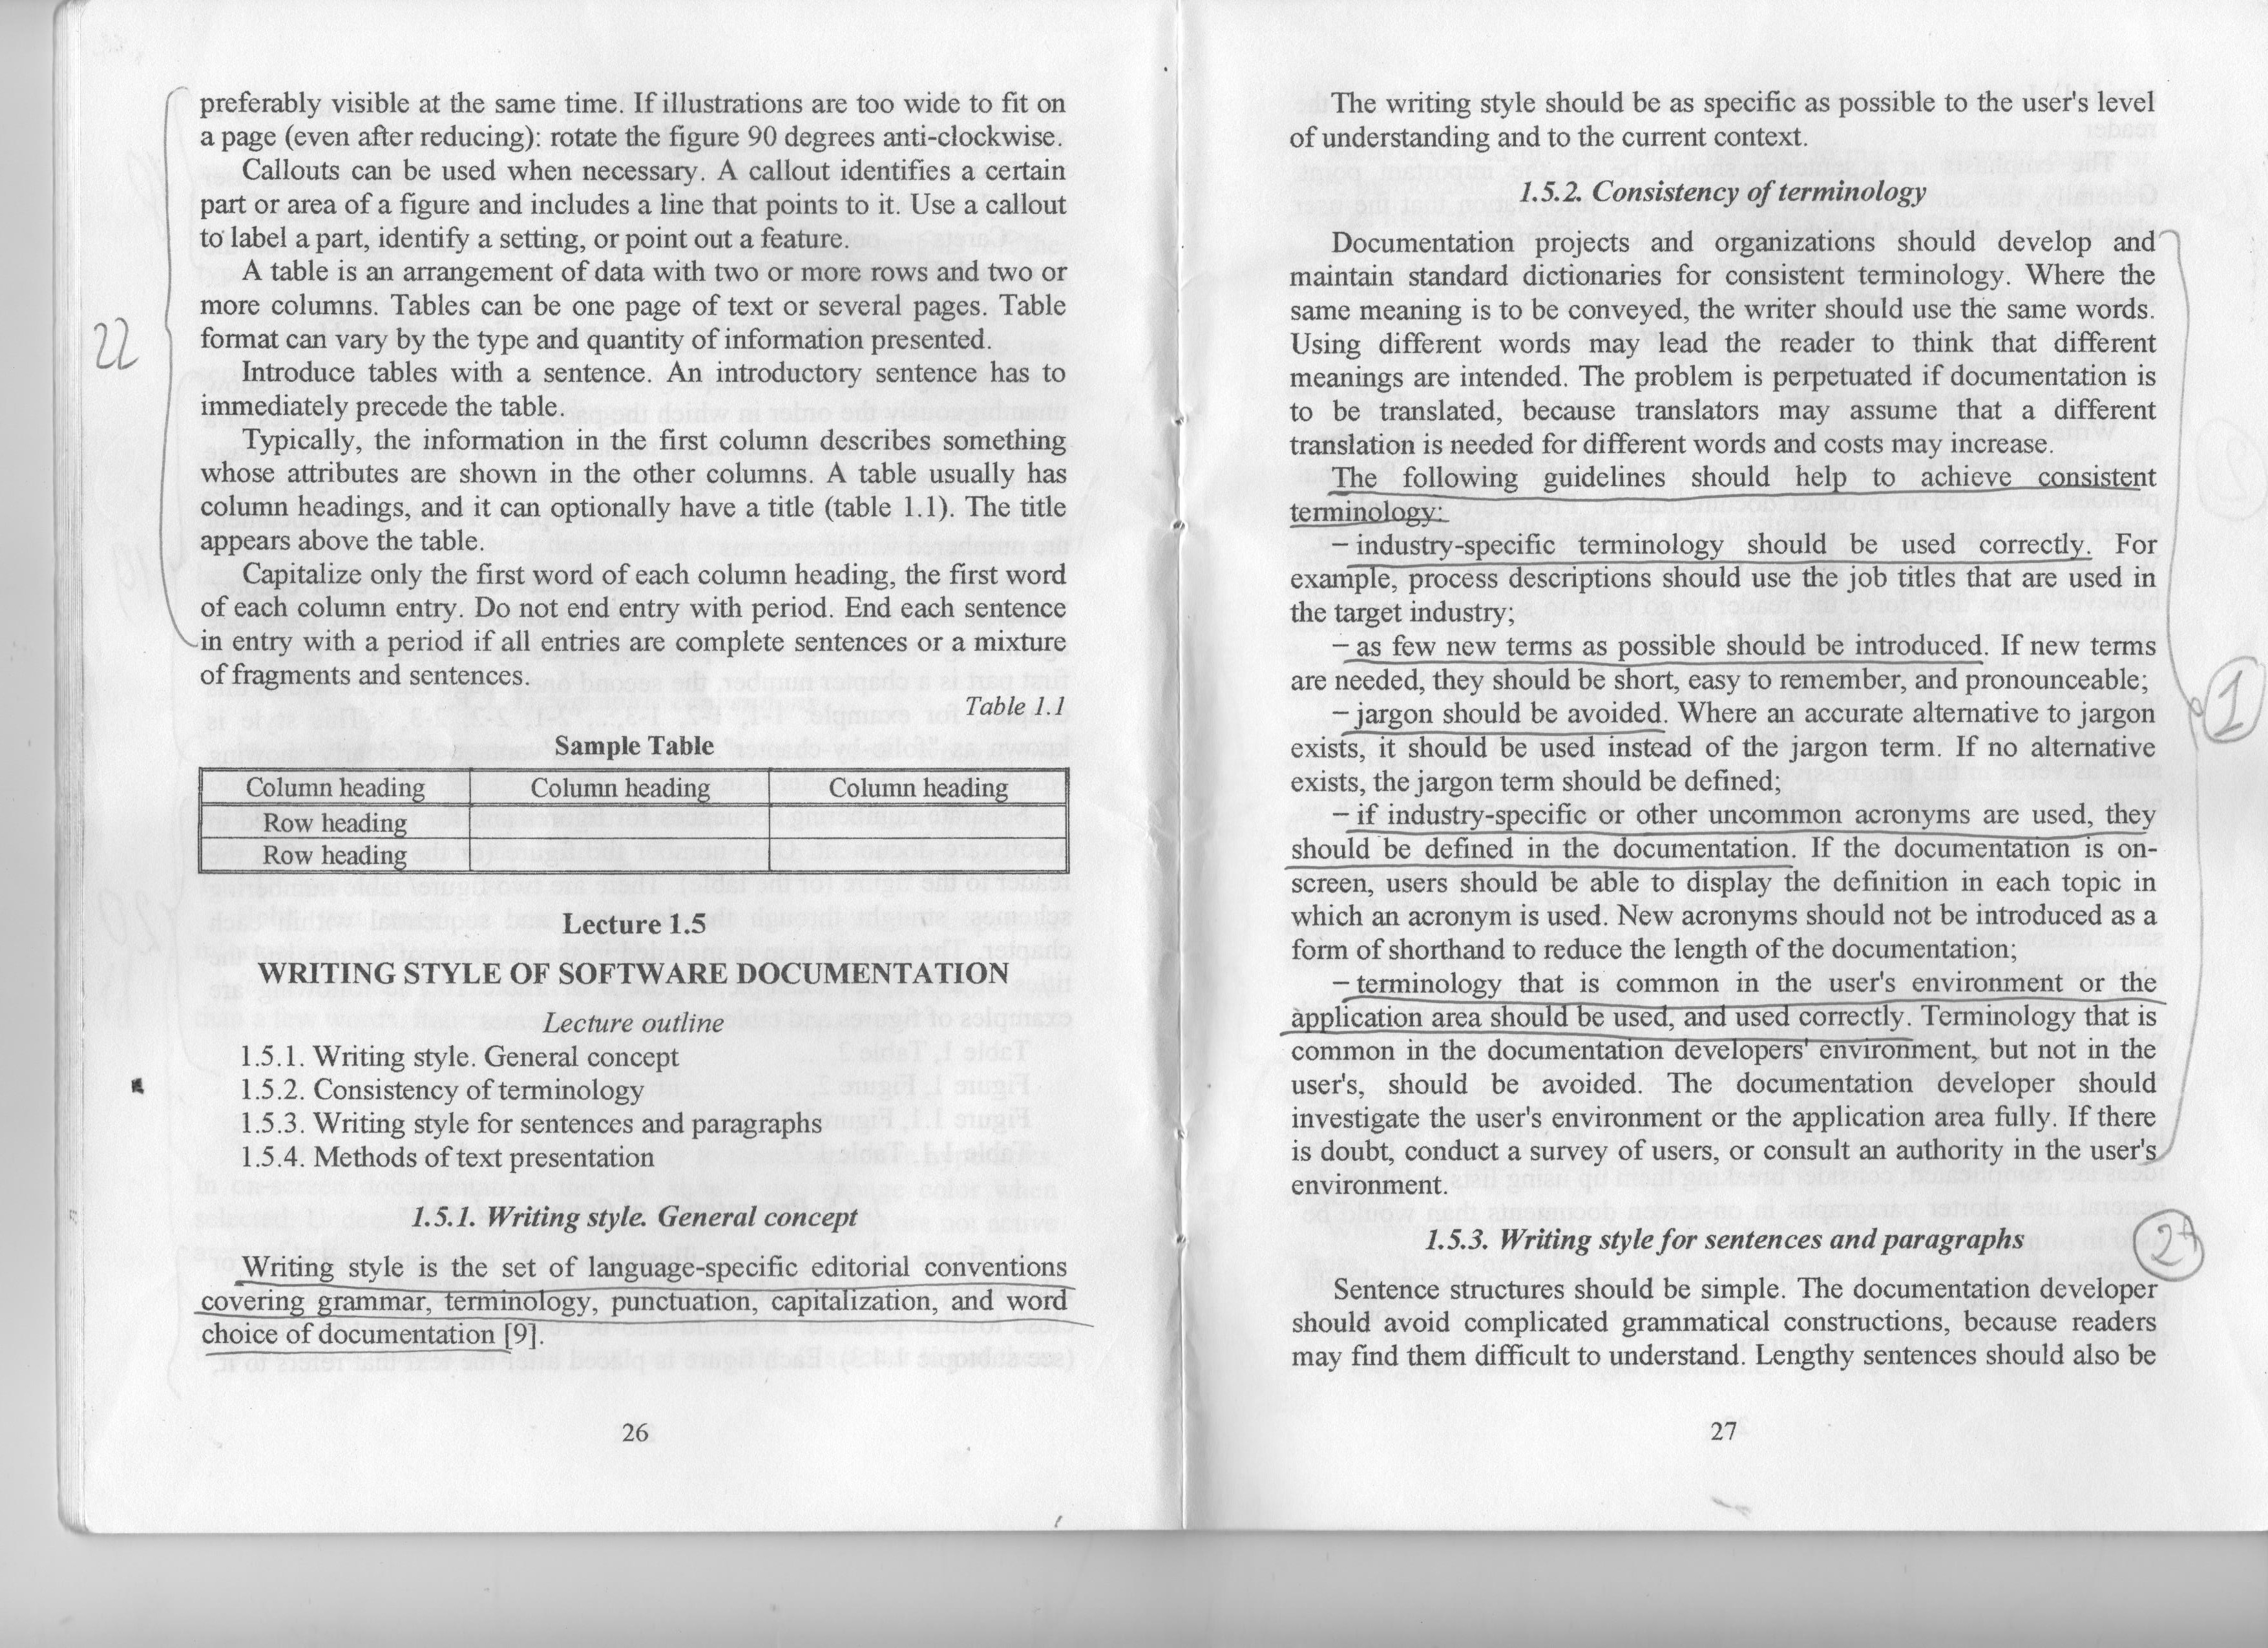 preferably visible at the same time. If illustrations are too wide to fit on
a page (even after reducing): rotate the figure 90 degrees anti-clockwise.
Callouts can be used when necessary. A callout identifies a certain
part or area of a figure and includes a line that points to it. Use a callout
to label a part, identify a setting, or point out a feature.
A table is an arrangement of data with two or more rows and two or
more columns. Tables can be one page of text or several pages. Table
22
format can vary by the type and quantity of information presented.
Introduce tables with a sentence. An introductory sentence has to
immediately precede the table.
Typically, the information in the first column describes something
whose attributes are shown in the other columns. A table usually has
column headings, and it can optionally have a title (table 1.1). The title
appears above the table.
Capitalize only the first word of each column heading, the first word
of each column entry. Do not end entry with period. End each sentence
in entry with a period if all entries are complete sentences or a mixture
of fragments and sentences.
Table 1.1
Sample Table
Column heading Column heading Column heading
Row heading
Row heading
Lecture 1.5
WRITING STYLE OF SOFTWARE DOCUMENTATION
Lecture outline
1.5.1. Writing style. General concept
1.5.2. Consistency of terminology
1.5.3. Writing style for sentences and paragraphs
1.5.4. Methods of text presentation
1.5.1. Writing style. General concept
Writing style is the set of language-specific editorial conventions
covering grammar, terminology, punctuation, capitalization, and word
choice of documentation [9].
26
The writing style should be as specific as possible to the user's level
of understanding and to the current context.
1.5.2. Consistency of terminology
Documentation projects and organizations should develop and
maintain standard dictionaries for consistent terminology. Where the
same meaning is to be conveyed, the writer should use the same words.
Using different words may lead the reader to think that different
meanings are intended. The problem is perpetuated if documentation is
to be translated, because translators may assume that a different
translation is needed for different words and costs may increase.
The following guidelines should help to achieve consistent
terminology:
– industry-specific terminology should be used correctly. For
example, process descriptions should use the job titles that are used in
the target industry;
– as few new terms as possible should be introduced. If new terms
are needed, they should be short, easy to remember, and pronounceable;
– jargon should be avoided. Where an accurate alternative to jargon
1
exists, it should be used instead of the jargon term. If no alternative
exists, the jargon term should be defined;
– if industry-specific or other uncommon acronyms are used, they
should be defined in the documentation. If the documentation is on-
screen, users should be able to display the definition in each topic in
which an acronym is used. New acronyms should not be introduced as a
form of shorthand to reduce the length of the documentation;
– terminology that is common in the user's environment or the
application area should be used, and used correctly. Terminology that is
common in the documentation developers' environment, but not in the
user's, should be avoided. The documentation developer should
investigate the user's environment or the application area fully. If there
is doubt, conduct a survey of users, or consult an authority in the user's
environment.
1.5.3. Writing style for sentences and paragraphs
Sentence structures should be simple. The documentation developer
should avoid complicated grammatical constructions, because readers
may find them difficult to understand. Lengthy sentences should also be
27